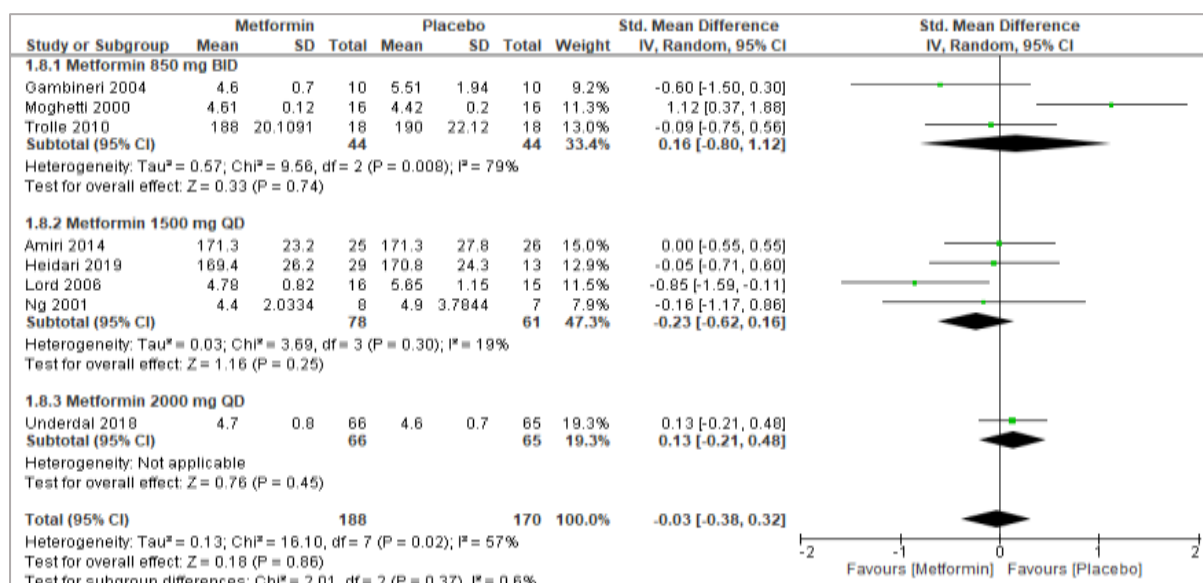 Metformin Placebo Std. Mean Difference Std. Mean Difference
Study or Subgroup Mean SD Total Mean SD Total Weight IV, Random, 95% CI IV, Random, 95% CI
1.8.1 Metformin 850 mg BID
Gambineri 2004 4.6 0.7 10 5.51 1.94 10 9.2% -0.60 [-1.50, 0.30]
Moghetti 2000 4.61 0.12 16 4.42 0.2 16 11.3% 1.12 [0.37, 1.88]
Trolle 2010 188 20.1091 18 190 22.12 18 13.0% -0.09 [-0.75, 0.56]
Subtotal (95% CI) 44 44 33.4% 0.16 [-0.80, 1.12]
Heterogeneity: Tau² = 0.57; Chi² = 9.56, df = 2 (P = 0.008); I² = 79%
Test for overall effect: Z = 0.33 (P = 0.74)
1.8.2 Metformin 1500 mg QD
Amiri 2014 171.3 23.2 25 171.3 27.8 26 15.0% 0.00 [-0.55, 0.55]
Heidari 2019 169.4 26.2 29 170.8 24.3 13 12.9% -0.05 [-0.71, 0.60]
Lord 2006 4.78 0.82 16 5.65 1.15 15 11.5% -0.85 [-1.59, -0.11]
Ng 2001 4.4 2.0334 8 4.9 3.7844 7 7.9% -0.16 [-1.17, 0.86]
Subtotal (95% CI) 78 61 47.3% -0.23 [-0.62, 0.16]
Heterogeneity: Tau² = 0.03; Chi² = 3.69, df = 3 (P = 0.30); I² = 19%
Test for overall effect: Z = 1.16 (P = 0.25)
1.8.3 Metformin 2000 mg QD
Underdal 2018 4.7 0.8 66 4.6 0.7 65 19.3% 0.13 [-0.21, 0.48]
Subtotal (95% CI) 66 65 19.3% 0.13 [-0.21, 0.48]
Heterogeneity: Not applicable
Test for overall effect: Z = 0.76 (P = 0.45)
Total (95% CI) 188 170 100.0% -0.03 [-0.38, 0.32]
Heterogeneity: Tau² = 0.13; Chi² = 16.10, df = 7 (P = 0.02); I² = 57%
Test for overall effect: Z = 0.18 (P = 0.86)
Test for subgroup differences: Chi² = 2.01, df = 2 (P = 0.37), I² = 0.6%
-2 -1 0 1 2
Favours [Metformin] Favours [Placebo]